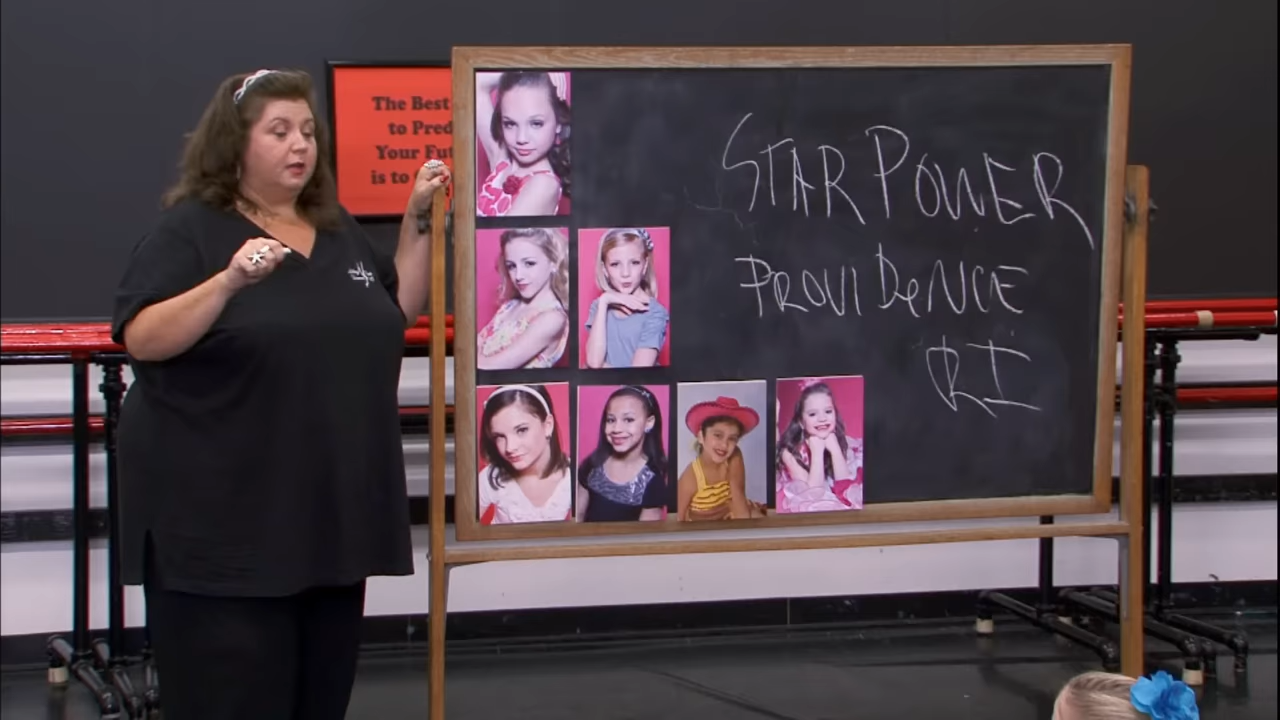 The Best
to Pred
Your Fut
is to
STAR POWER
PROVIDENCE
RI